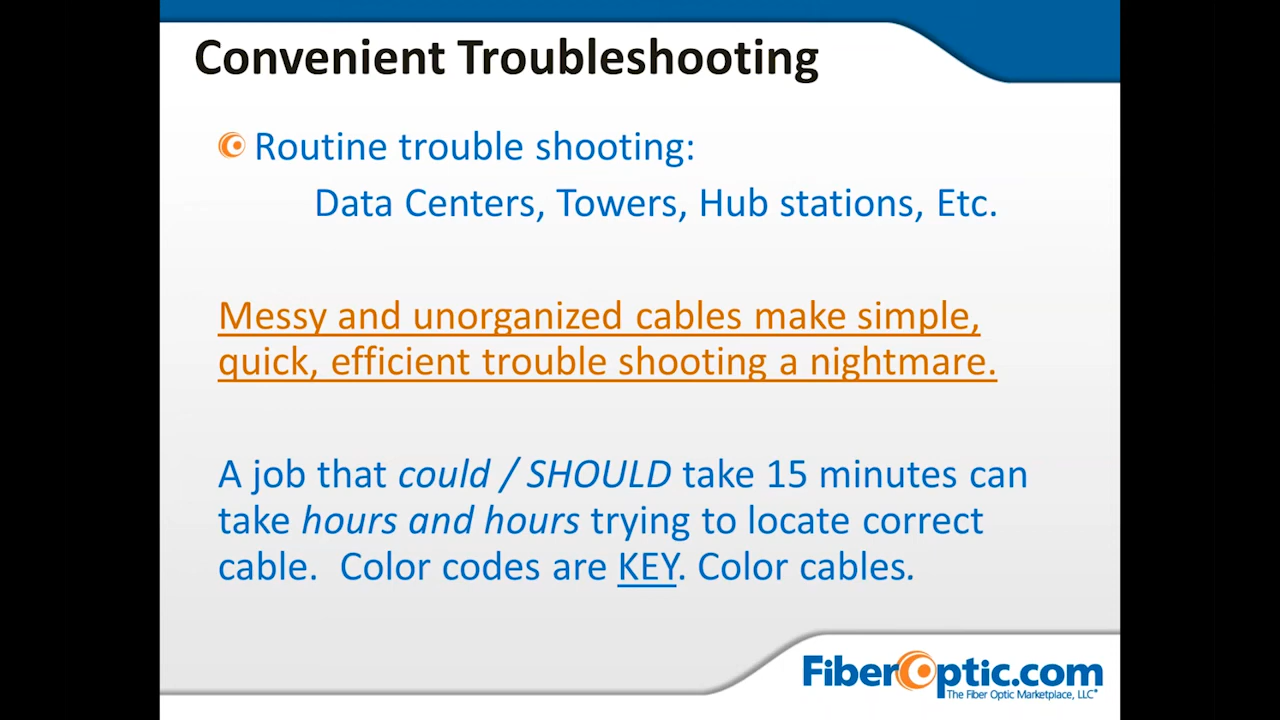 Convenient Troubleshooting
Routine trouble shooting:
Data Centers, Towers, Hub stations, Etc.
Messy and unorganized cables make simple,
quick, efficient trouble shooting a nightmare.
A job that could / SHOULD take 15 minutes can
take hours and hours trying to locate correct
cable.  Color codes are KEY. Color cables.
FiberOptic.com
The Fiber Optic Marketplace, LLC®